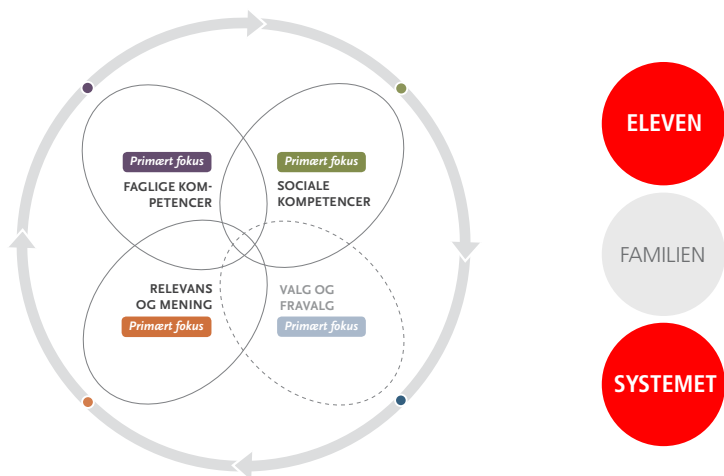 Primært fokus
FAGLIGE KOM-
PETENCER
Primært fokus
SOCIALE
KOMPETENCER
RELEVANS
OG MENING
Primært fokus
VALG OG
FRAVALG
Primært fokus
ELEVEN
FAMILIEN
SYSTEMET